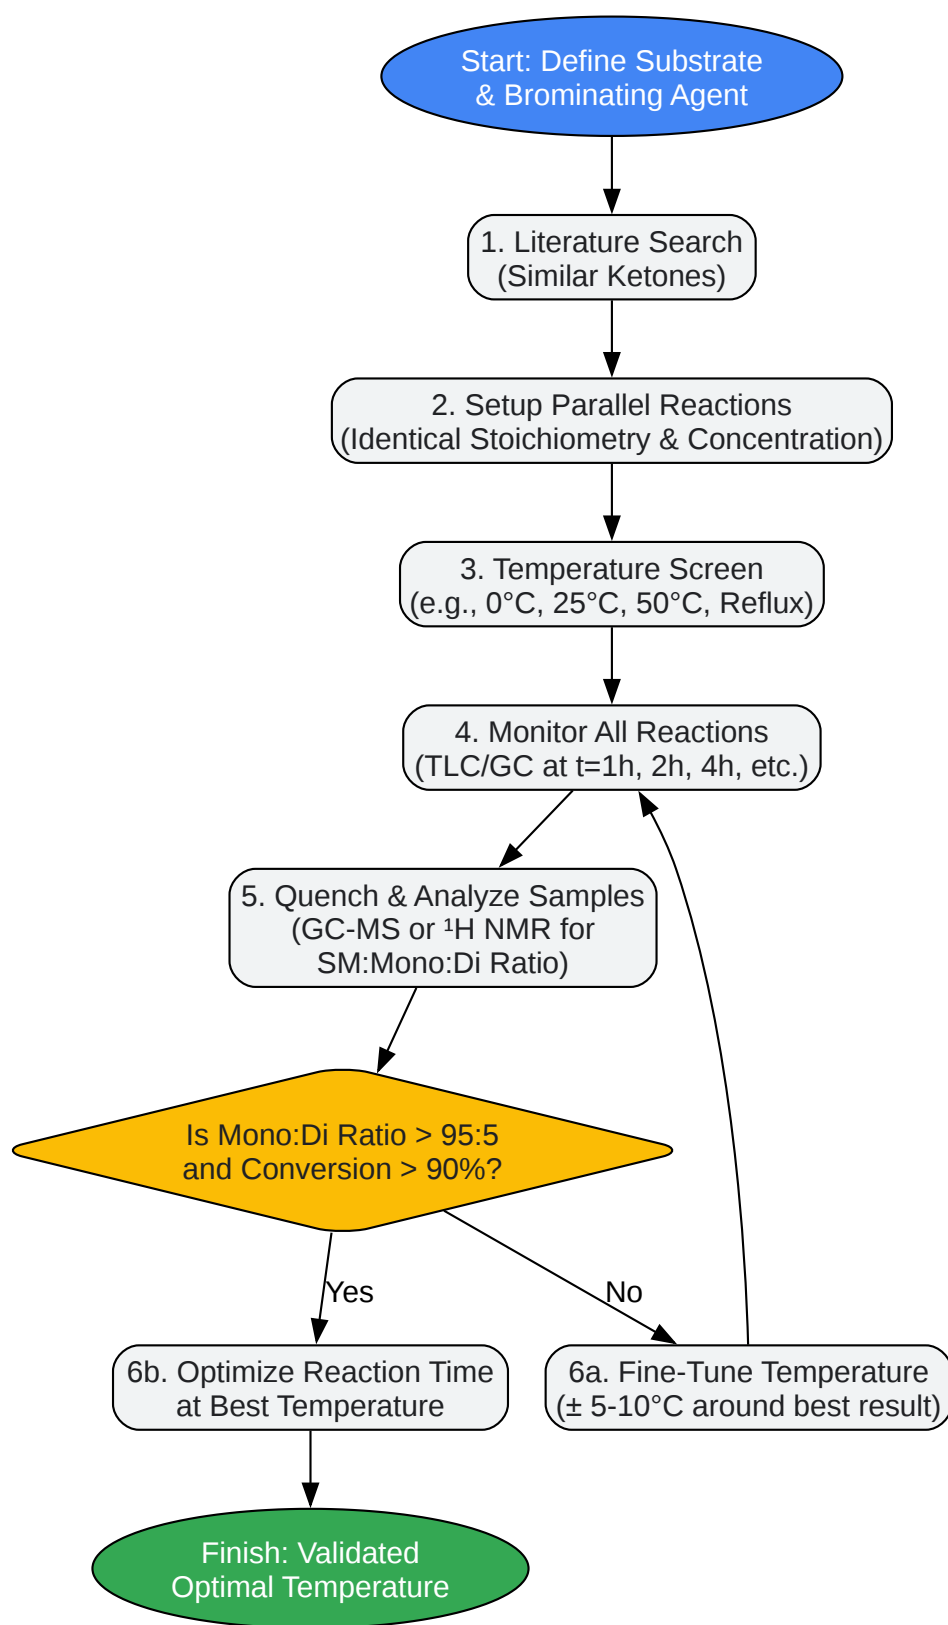 Start: Define Substrate
& Brominating Agent
1. Literature Search
(Similar Ketones)
2. Setup Parallel Reactions
(Identical Stoichiometry & Concentration)
3. Temperature Screen
(e.g., 0°C, 25°C, 50°C, Reflux)
4. Monitor All Reactions
(TLC/GC at t=1h, 2h, 4h, etc.)
5. Quench & Analyze Samples
(GC-MS or ¹H NMR for
SM:Mono:Di Ratio)
Is Mono:Di Ratio > 95:5
and Conversion > 90%?
Yes
No
6b. Optimize Reaction Time
at Best Temperature
6a. Fine-Tune Temperature
(± 5-10°C around best result)
Finish: Validated
Optimal Temperature